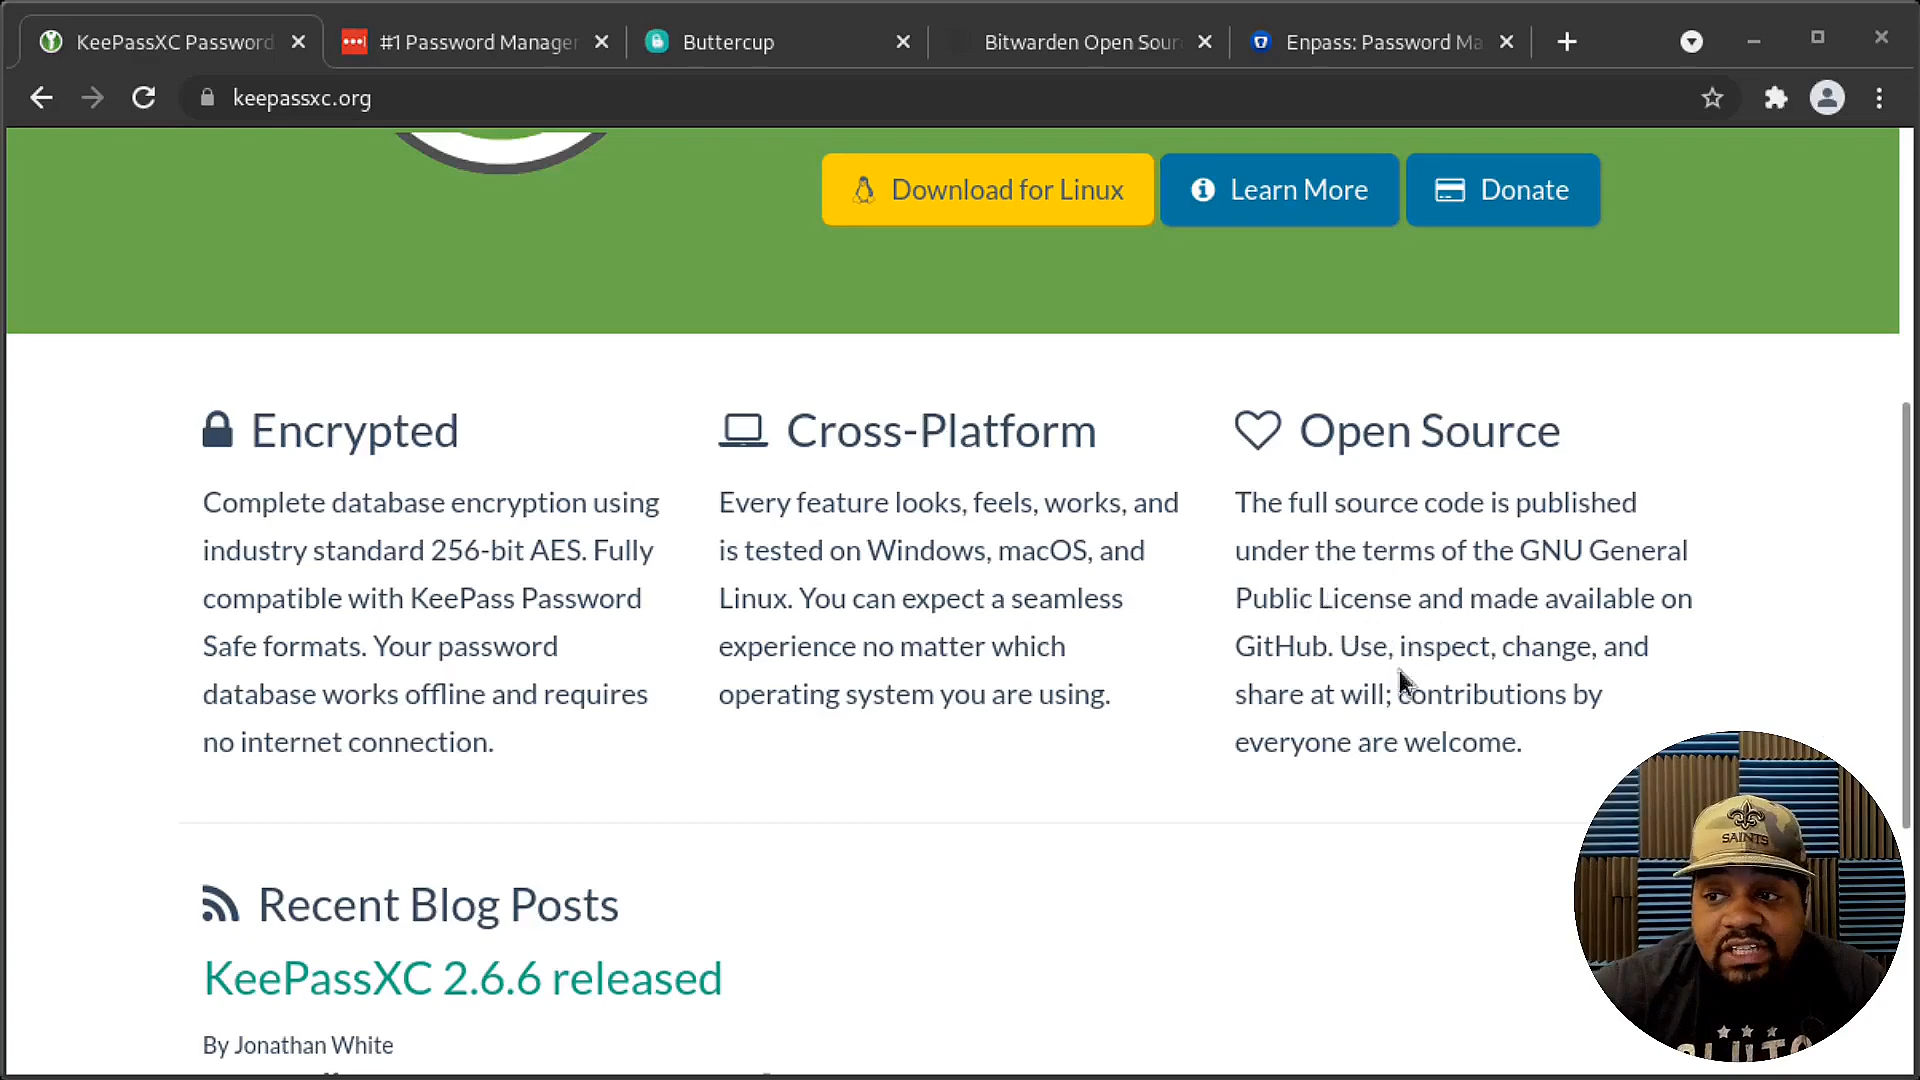 KeePassXC Password
#1 Password Manager
Buttercup
Bitwarden Open Sour
Enpass: Password Ma
keepassxc.org
Download for Linux
Learn More
Donate
Encrypted
Complete database encryption using
industry standard 256-bit AES. Fully
compatible with KeePass Password
Safe formats. Your password
database works offline and requires
no internet connection.
Cross-Platform
Every feature looks, feels, works, and
is tested on Windows, macOS, and
Linux. You can expect a seamless
experience no matter which
operating system you are using.
Open Source
The full source code is published
under the terms of the GNU General
Public License and made available on
GitHub. Use, inspect, change, and
share at will; contributions by
everyone are welcome.
Recent Blog Posts
KeePassXC 2.6.6 released
By Jonathan White
SAINTS